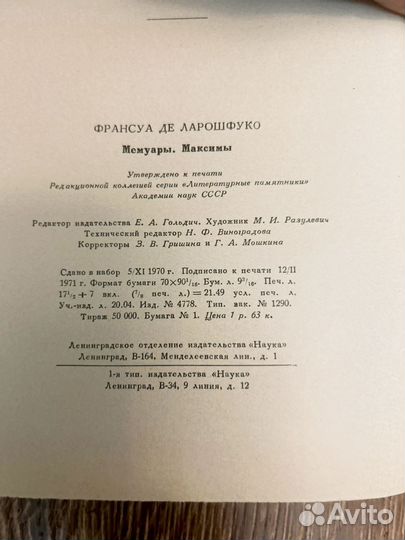 ФРАНСУА ДЕ ЛАРОШФУКО
Мемуары. Максимы
Утверждено к печати
Редакционной коллегией серии «Литературные памятники»
Академии наук СССР
Редактор издательства Е. А. Гольдич. Художник М. И. Разулевич
Технический редактор Н. Ф. Виноградова
Корректоры З. В. Гришина и Г. А. Мошкина
Сдано в набор 5/XI 1970 г. Подписано к печати 12/II
1971 г. Формат бумаги 70×90¹/₁₆. Бум. л. 9⁷/₁₆. Печ. л.
17¹/₂ + 7 вкл. (⁷/₈ печ. л.) = 21.49 усл. печ. л.
Уч.-изд. л. 20.04. Изд. № 4778. Тип. зак. № 1290.
Тираж 50 000. Бумага № 1. Цена 1 р. 63 к.
Ленинградское отделение издательства «Наука»
Ленинград, В-164, Менделеевская лин., д. 1
1-я тип. издательства «Наука»
Ленинград, В-34, 9 линия, д. 12
Avito